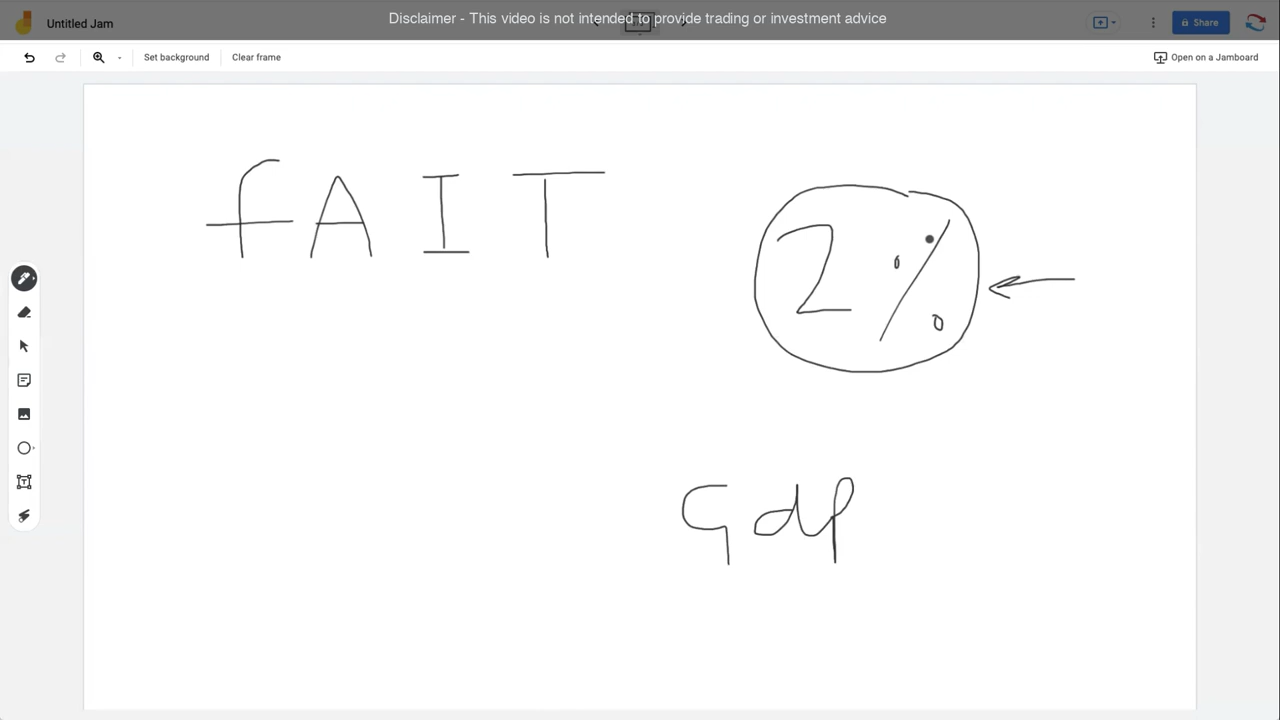 Disclaimer - This video is not intended to provide trading or investment advice
Untitled Jam
Share
Set background
Clear frame
Open on a Jamboard
fAIT
2%
Gdp